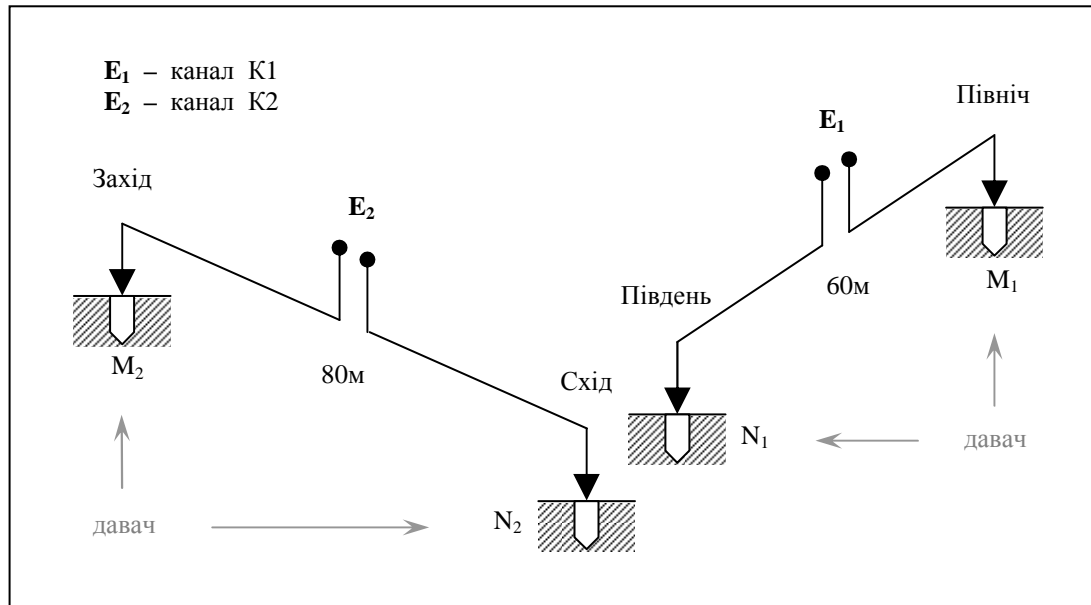 E₁ – канал К1
E₂ – канал К2
Північ
E₁
Захід
E₂
60м
M₁
Південь
M₂
80м
Схід
N₁
давач
N₂
давач